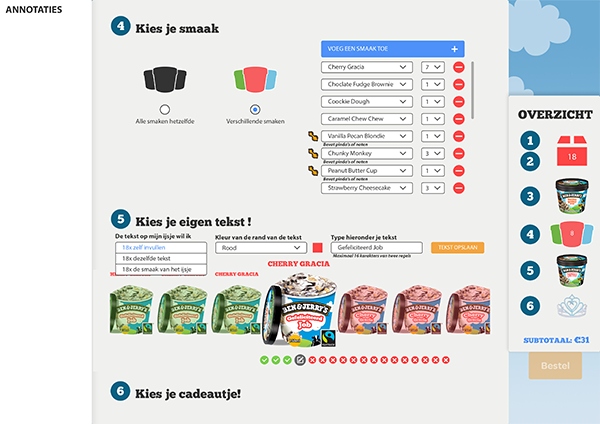 ANNOTATIES
4 Kies je smaak
VOEG EEN SMAAK TOE +
Cherry Gracia 7
Choclate Fudge Brownie 1
Coockie Dough 1
Caramel Chew Chew 1
Vanilla Pecan Blondie 1
Bevat pinda's of noten
Chunky Monkey 3
Bevat pinda's of noten
Peanut Butter Cup 1
Bevat pinda's of noten
Strawberry Cheesecake 3
Alle smaken hetzelfde
Verschillende smaken
5 Kies je eigen tekst !
De tekst op mijn ijsje wil ik
18x zelf invullen
18x dezelfde tekst
18x de smaak van het ijsje
Kleur van de rand van de tekst
Rood
Type hieronder je tekst
Gefeliciteerd Job
Maximaal 16 karakters van twee regels
TEKST OPSLAAN
CHERRY GRACIA
CHERRY GRACIA
BEN & JERRY'S
Gefeliciteerd
Job
6 Kies je cadeautje!
OVERZICHT
1
2
18
3
4
8
5
6
SUBTOTAAL: €31
Bestel